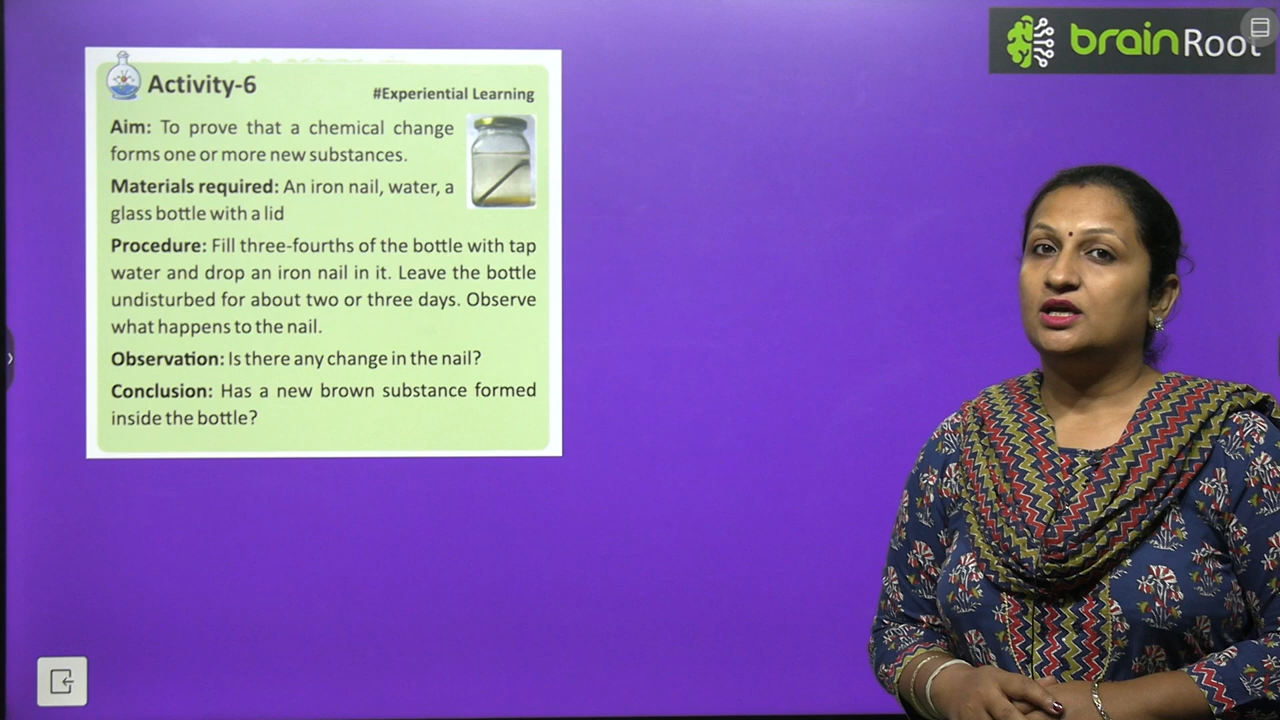 brainRoot
Activity-6
#Experiential Learning
Aim: To prove that a chemical change
forms one or more new substances.
Materials required: An iron nail, water, a
glass bottle with a lid
Procedure: Fill three-fourths of the bottle with tap
water and drop an iron nail in it. Leave the bottle
undisturbed for about two or three days. Observe
what happens to the nail.
Observation: Is there any change in the nail?
Conclusion: Has a new brown substance formed
inside the bottle?